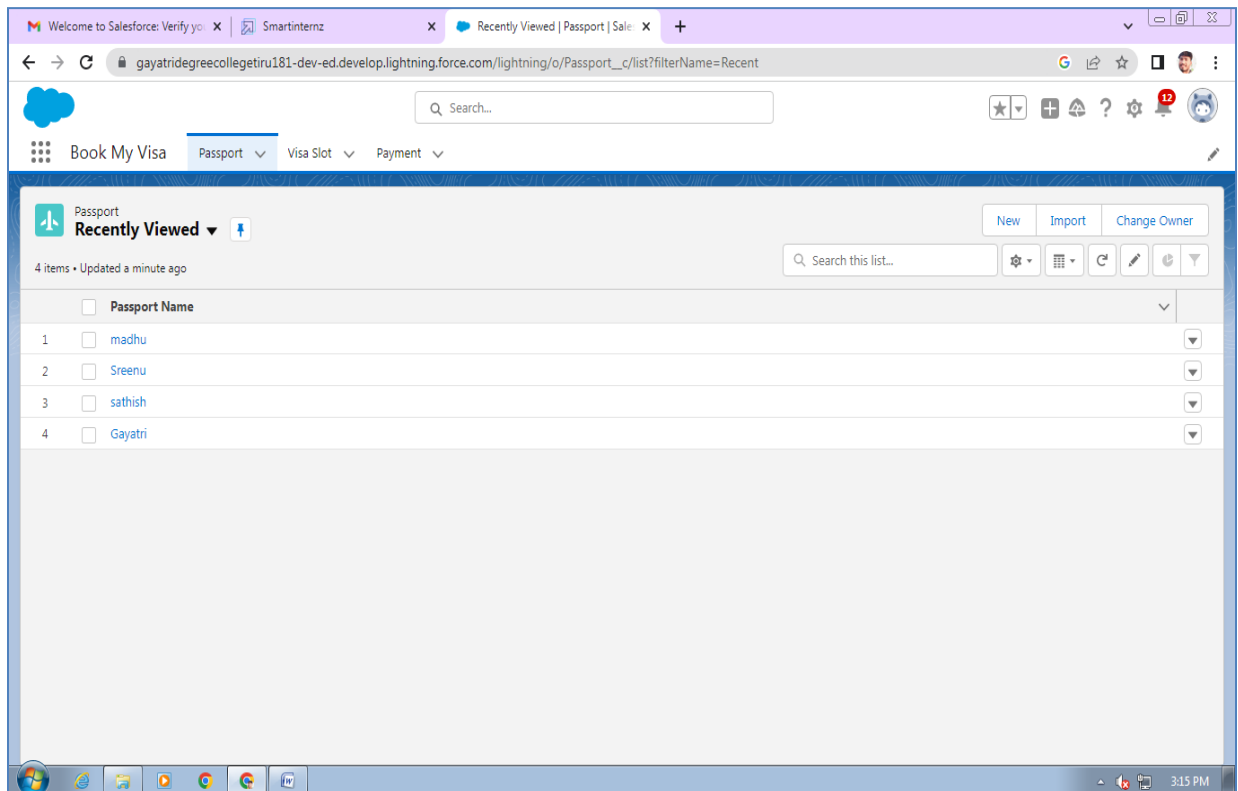 Welcome to Salesforce: Verify yo
Smartinternz
Recently Viewed | Passport | Sale
gayatridegreecollegetiru181-dev-ed.develop.lightning.force.com/lightning/o/Passport__c/list?filterName=Recent
Search...
12
Book My Visa Passport Visa Slot Payment
Passport
Recently Viewed
New Import Change Owner
4 items • Updated a minute ago
Search this list...
Passport Name
1 madhu
2 Sreenu
3 sathish
4 Gayatri
3:15 PM